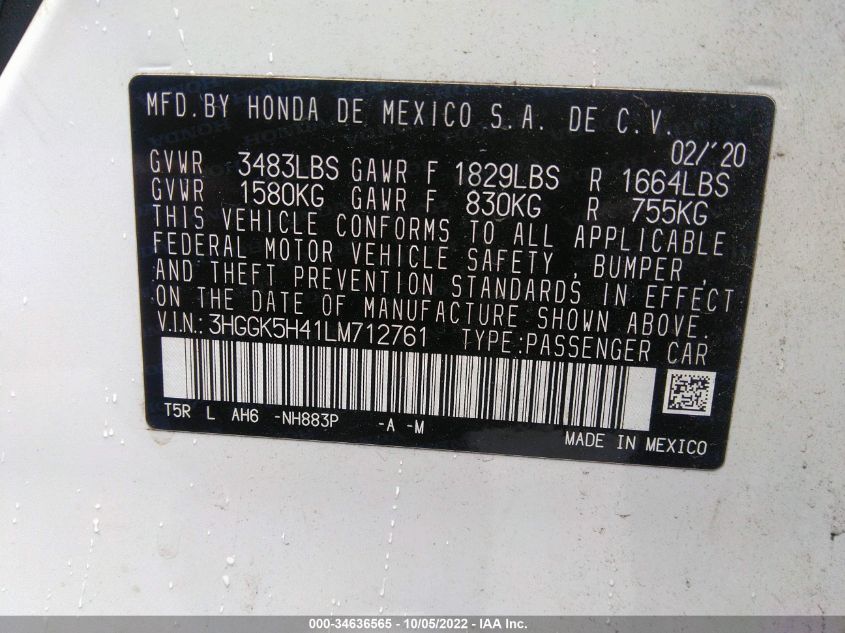 MFD.BY HONDA DE MEXICO S.A. DE C.V.
02/'20
GVWR 3483LBS GAWR F 1829LBS R 1664LBS
GVWR 1580KG GAWR F 830KG R 755KG
THIS VEHICLE CONFORMS TO ALL APPLICABLE
FEDERAL MOTOR VEHICLE SAFETY , BUMPER ,
AND THEFT PREVENTION STANDARDS IN EFFECT
ON THE DATE OF MANUFACTURE SHOWN ABOVE.
V.I.N.: 3HGGK5H41LM712761 TYPE:PASSENGER CAR
T5R L AH6 -NH883P -A -M
MADE IN MEXICO
000-34636565 - 10/05/2022 - IAA Inc.